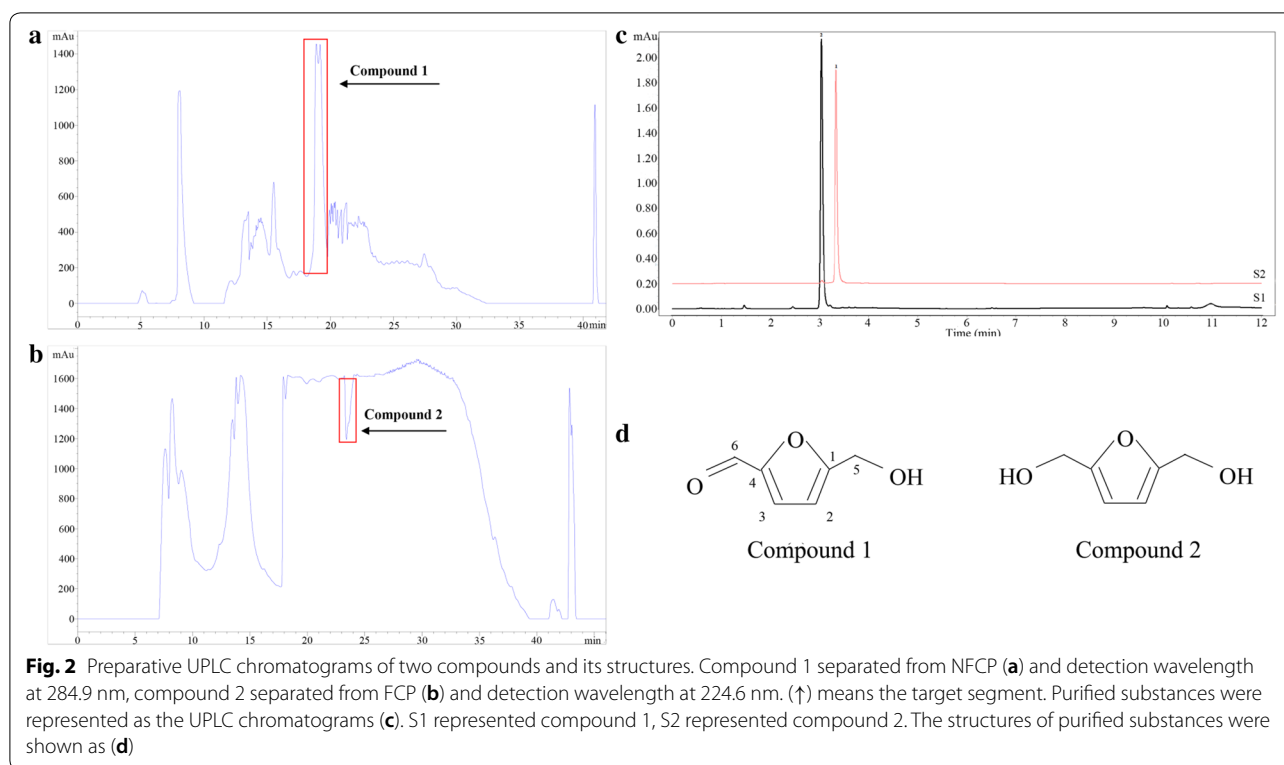 a
mAu
1400
1200
1000
800
600
400
200
0
Compound 1
0 5 10 15 20 25 30 35 40 min
b
mAu
1600
1400
1200
1000
800
600
400
200
0
Compound 2
0 5 10 15 20 25 30 35 40 min
c
2.00
1.80
1.60
1.40
1.20
1.00
0.80
0.60
0.40
0.20
0.00
S2
S1
0 1 2 3 4 5 6 7 8 9 10 11 12
Time (min)
d
6
O
4
3
O
1
2
5
OH
Compound 1
HO
O
OH
Compound 2
Fig. 2 Preparative UPLC chromatograms of two compounds and its structures. Compound 1 separated from NFCP (a) and detection wavelength
at 284.9 nm, compound 2 separated from FCP (b) and detection wavelength at 224.6 nm. (↑) means the target segment. Purified substances were
represented as the UPLC chromatograms (c). S1 represented compound 1, S2 represented compound 2. The structures of purified substances were
shown as (d)